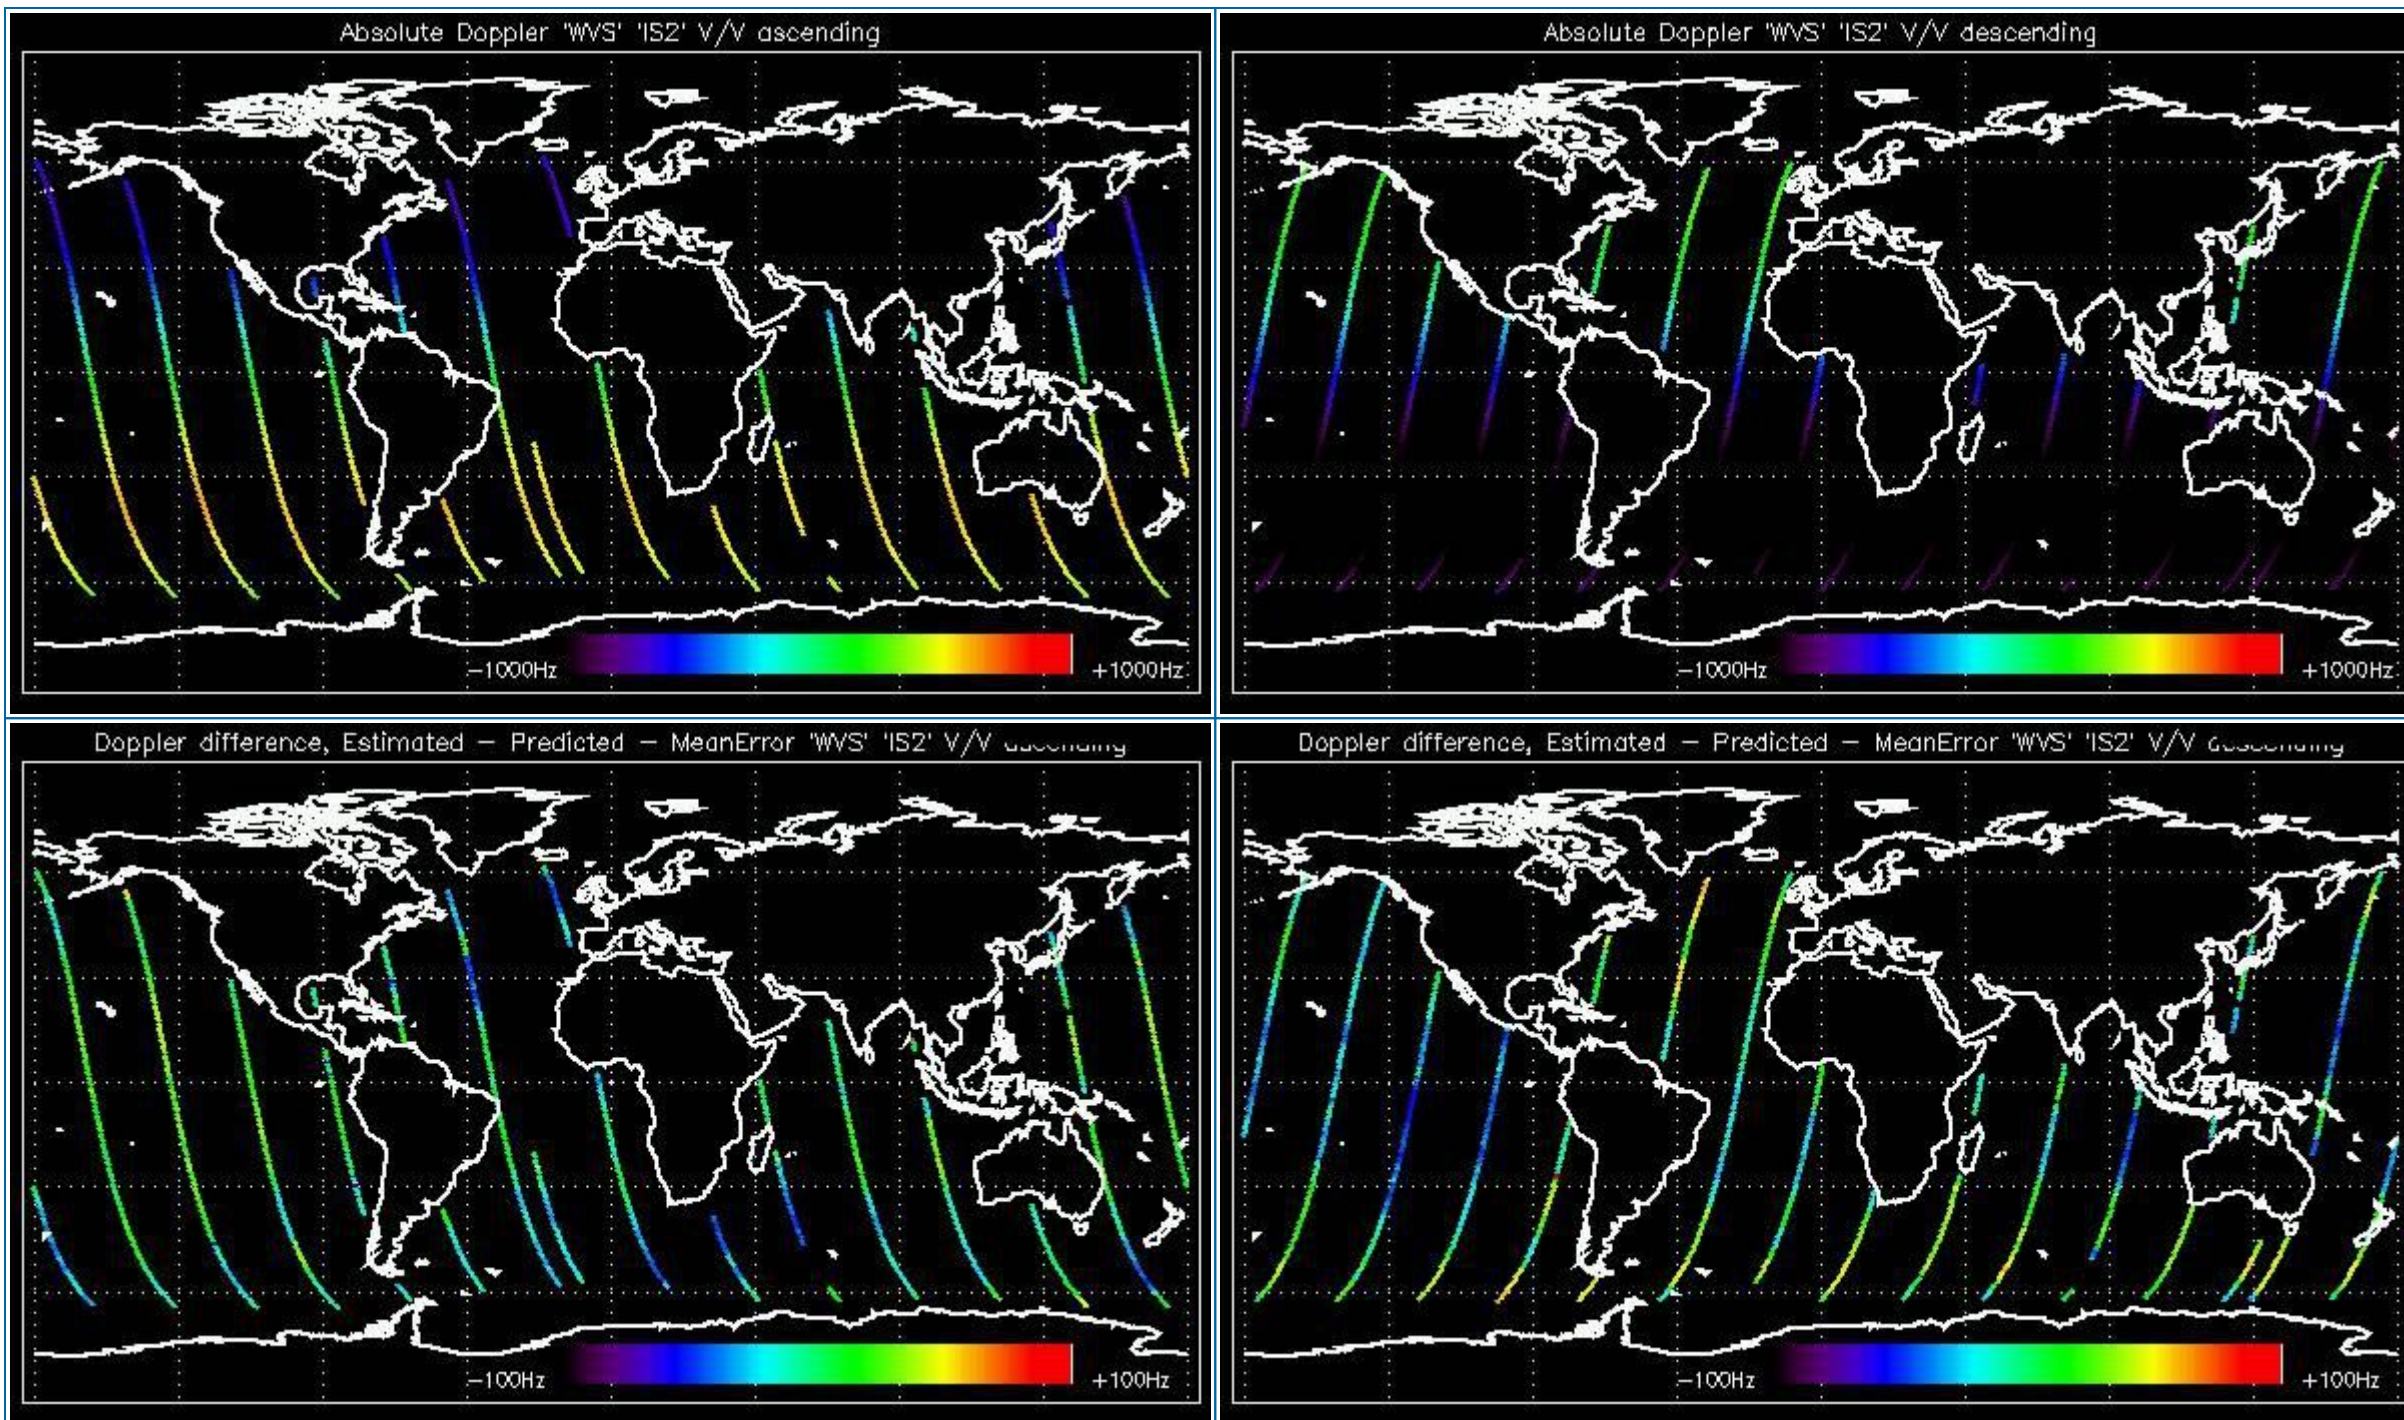 Absolute Doppler 'WVS' 'IS2' V/V ascending
-1000Hz +1000Hz
Absolute Doppler 'WVS' 'IS2' V/V descending
-1000Hz +1000Hz
Doppler difference, Estimated - Predicted - MeanError 'WVS' 'IS2' V/V
-100Hz +100Hz
Doppler difference, Estimated - Predicted - MeanError 'WVS' 'IS2' V/V
-100Hz +100Hz